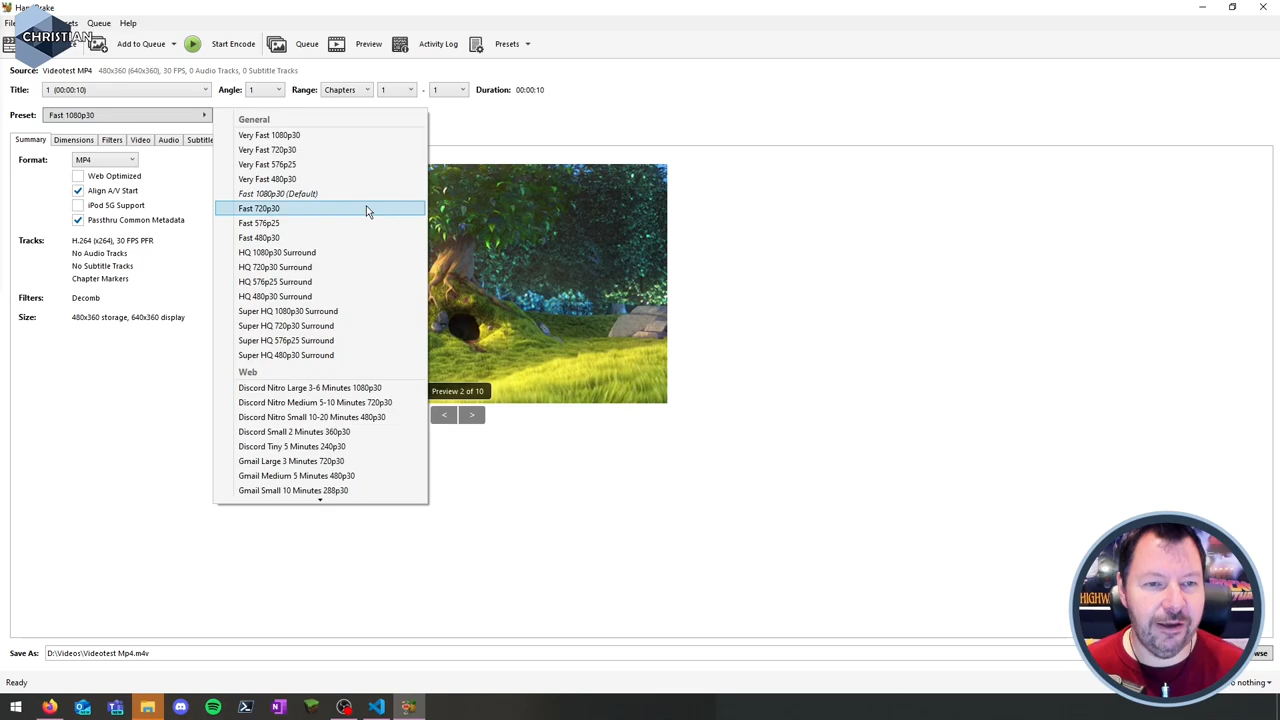 Ha
File
ets
Queue
Help
CHRISTIAN
Add to Queue
Start Encode
Queue
Preview
Activity Log
Presets
Source: Videotest MP4 480x360 (640x360), 30 FPS, 0 Audio Tracks, 0 Subtitle Tracks
Title: 1 (00:00:10) Angle: 1 Range: Chapters 1 - 1 Duration: 00:00:10
Preset: Fast 1080p30
Summary Dimensions Filters Video Audio Subtitle
Format: MP4
Web Optimized
Align A/V Start
iPod 5G Support
Passthru Common Metadata
Tracks: H.264 (x264), 30 FPS PFR
No Audio Tracks
No Subtitle Tracks
Chapter Markers
Filters: Decomb
Size: 480x360 storage, 640x360 display
General
Very Fast 1080p30
Very Fast 720p30
Very Fast 576p25
Very Fast 480p30
Fast 1080p30 (Default)
Fast 720p30
Fast 576p25
Fast 480p30
HQ 1080p30 Surround
HQ 720p30 Surround
HQ 576p25 Surround
HQ 480p30 Surround
Super HQ 1080p30 Surround
Super HQ 720p30 Surround
Super HQ 576p25 Surround
Super HQ 480p30 Surround
Web
Discord Nitro Large 3-6 Minutes 1080p30
Discord Nitro Medium 5-10 Minutes 720p30
Discord Nitro Small 10-20 Minutes 480p30
Discord Small 2 Minutes 360p30
Discord Tiny 5 Minutes 240p30
Gmail Large 3 Minutes 720p30
Gmail Medium 5 Minutes 480p30
Gmail Small 10 Minutes 288p30
Preview 2 of 10
< >
HIGHW
Save As: D:\Videos\Videotest Mp4.m4v
wse
Ready
o nothing